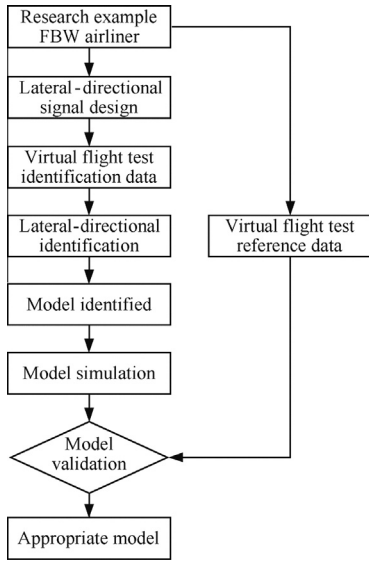 Research example
FBW airliner
Lateral-directional
signal design
Virtual flight test
identification data
Lateral-directional
identification
Virtual flight test
reference data
Model identified
Model simulation
Model
validation
Appropriate model